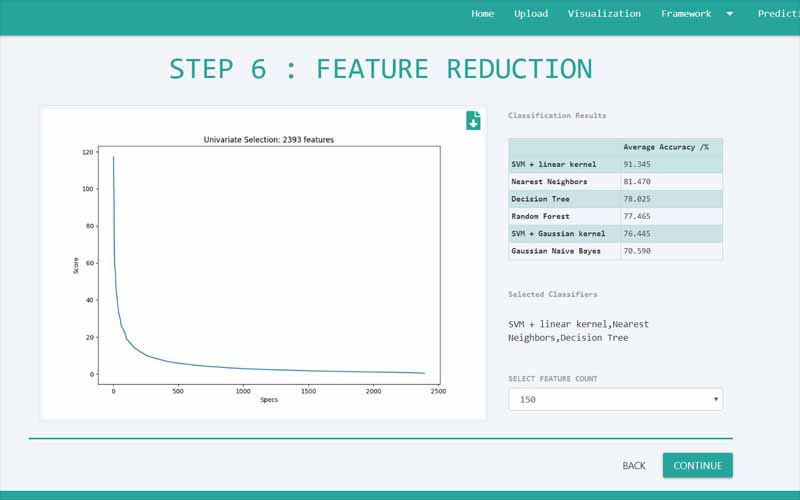 Home Upload Visualization Framework
STEP 6 : FEATURE REDUCTION
Univariate Selection: 2393 features
120
100
80
60
40
20
0
Score
0 500 1000 1500 2000 2500
Specs
Classification Results
Average Accuracy /%
SVM + linear kernel 91.345
Nearest Neighbors 81.470
Decision Tree 78.025
Random Forest 77.465
SVM + Gaussian kernel 76.445
Gaussian Naive Bayes 70.590
Selected Classifiers
SVM + linear kernel,Nearest
Neighbors,Decision Tree
SELECT FEATURE COUNT
150
BACK CONTINUE